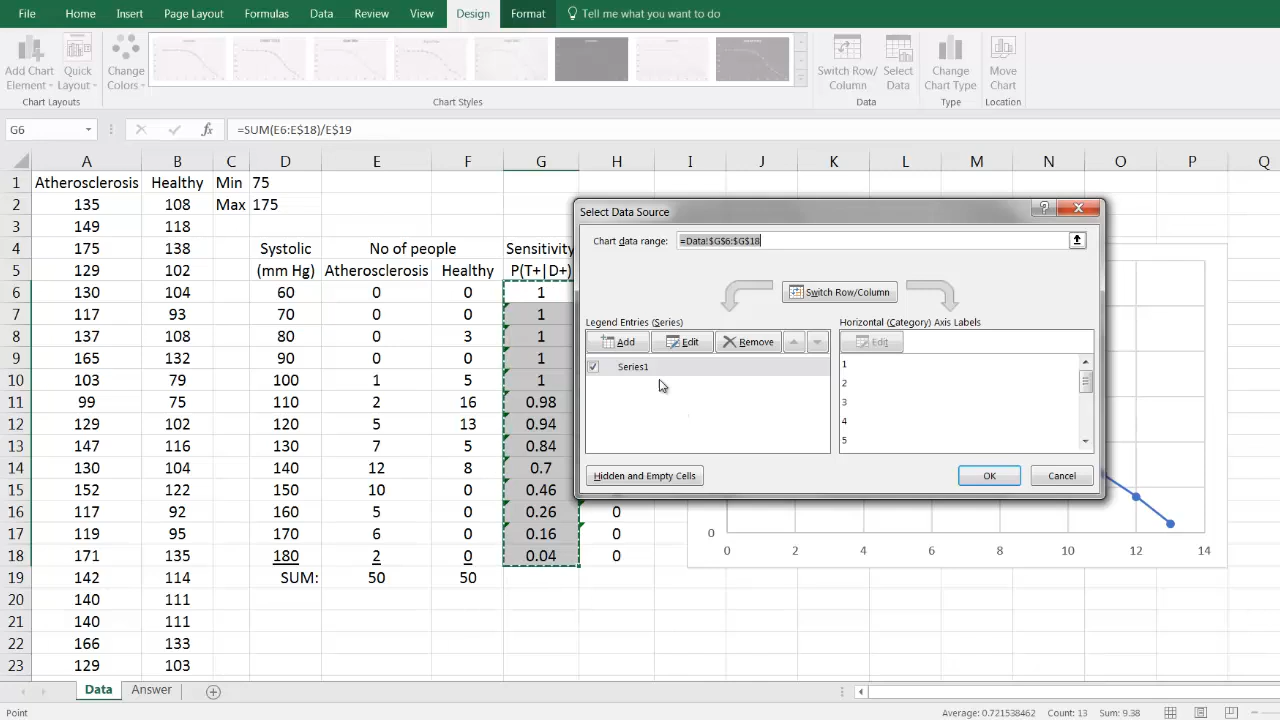 File Home Insert Page Layout Formulas Data Review View Design Format Tell me what you want to do
Add Chart Element Quick Layout Change Colors Switch Row/Column Select Data Change Chart Type Move Chart
Chart Layouts Chart Styles Data Type Location
G6 fx =SUM(E6:E$18)/E$19
A B C D E F G H I J K L M N O P Q
1 Atherosclerosis Healthy Min 75
2 135 108 Max 175
3 149 118
4 175 138 Systolic No of people Sensitivity
5 129 102 (mm Hg) Atherosclerosis Healthy P(T+|D+)
6 130 104 60 0 0 1
7 117 93 70 0 0 1
8 137 108 80 0 3 1
9 165 132 90 0 0 1
10 103 79 100 1 5 1
11 99 75 110 2 16 0.98
12 129 102 120 5 13 0.94
13 147 116 130 7 5 0.84
14 130 104 140 12 8 0.7
15 152 122 150 10 0 0.46
16 117 92 160 5 0 0.26 0
17 119 95 170 6 0 0.16 0
18 171 135 180 2 0 0.04 0
19 142 114 SUM: 50 50
20 140 111
21 140 111
22 166 133
23 129 103
Select Data Source ?
Chart data range: =Data!$G$6:$G$18
Switch Row/Column
Legend Entries (Series) Horizontal (Category) Axis Labels
Add Edit Remove Edit
Series1
1
2
3
4
5
Hidden and Empty Cells OK Cancel
0
0 2 4 6 8 10 12 14
Data Answer
Point Average: 0.721538462 Count: 13 Sum: 9.38